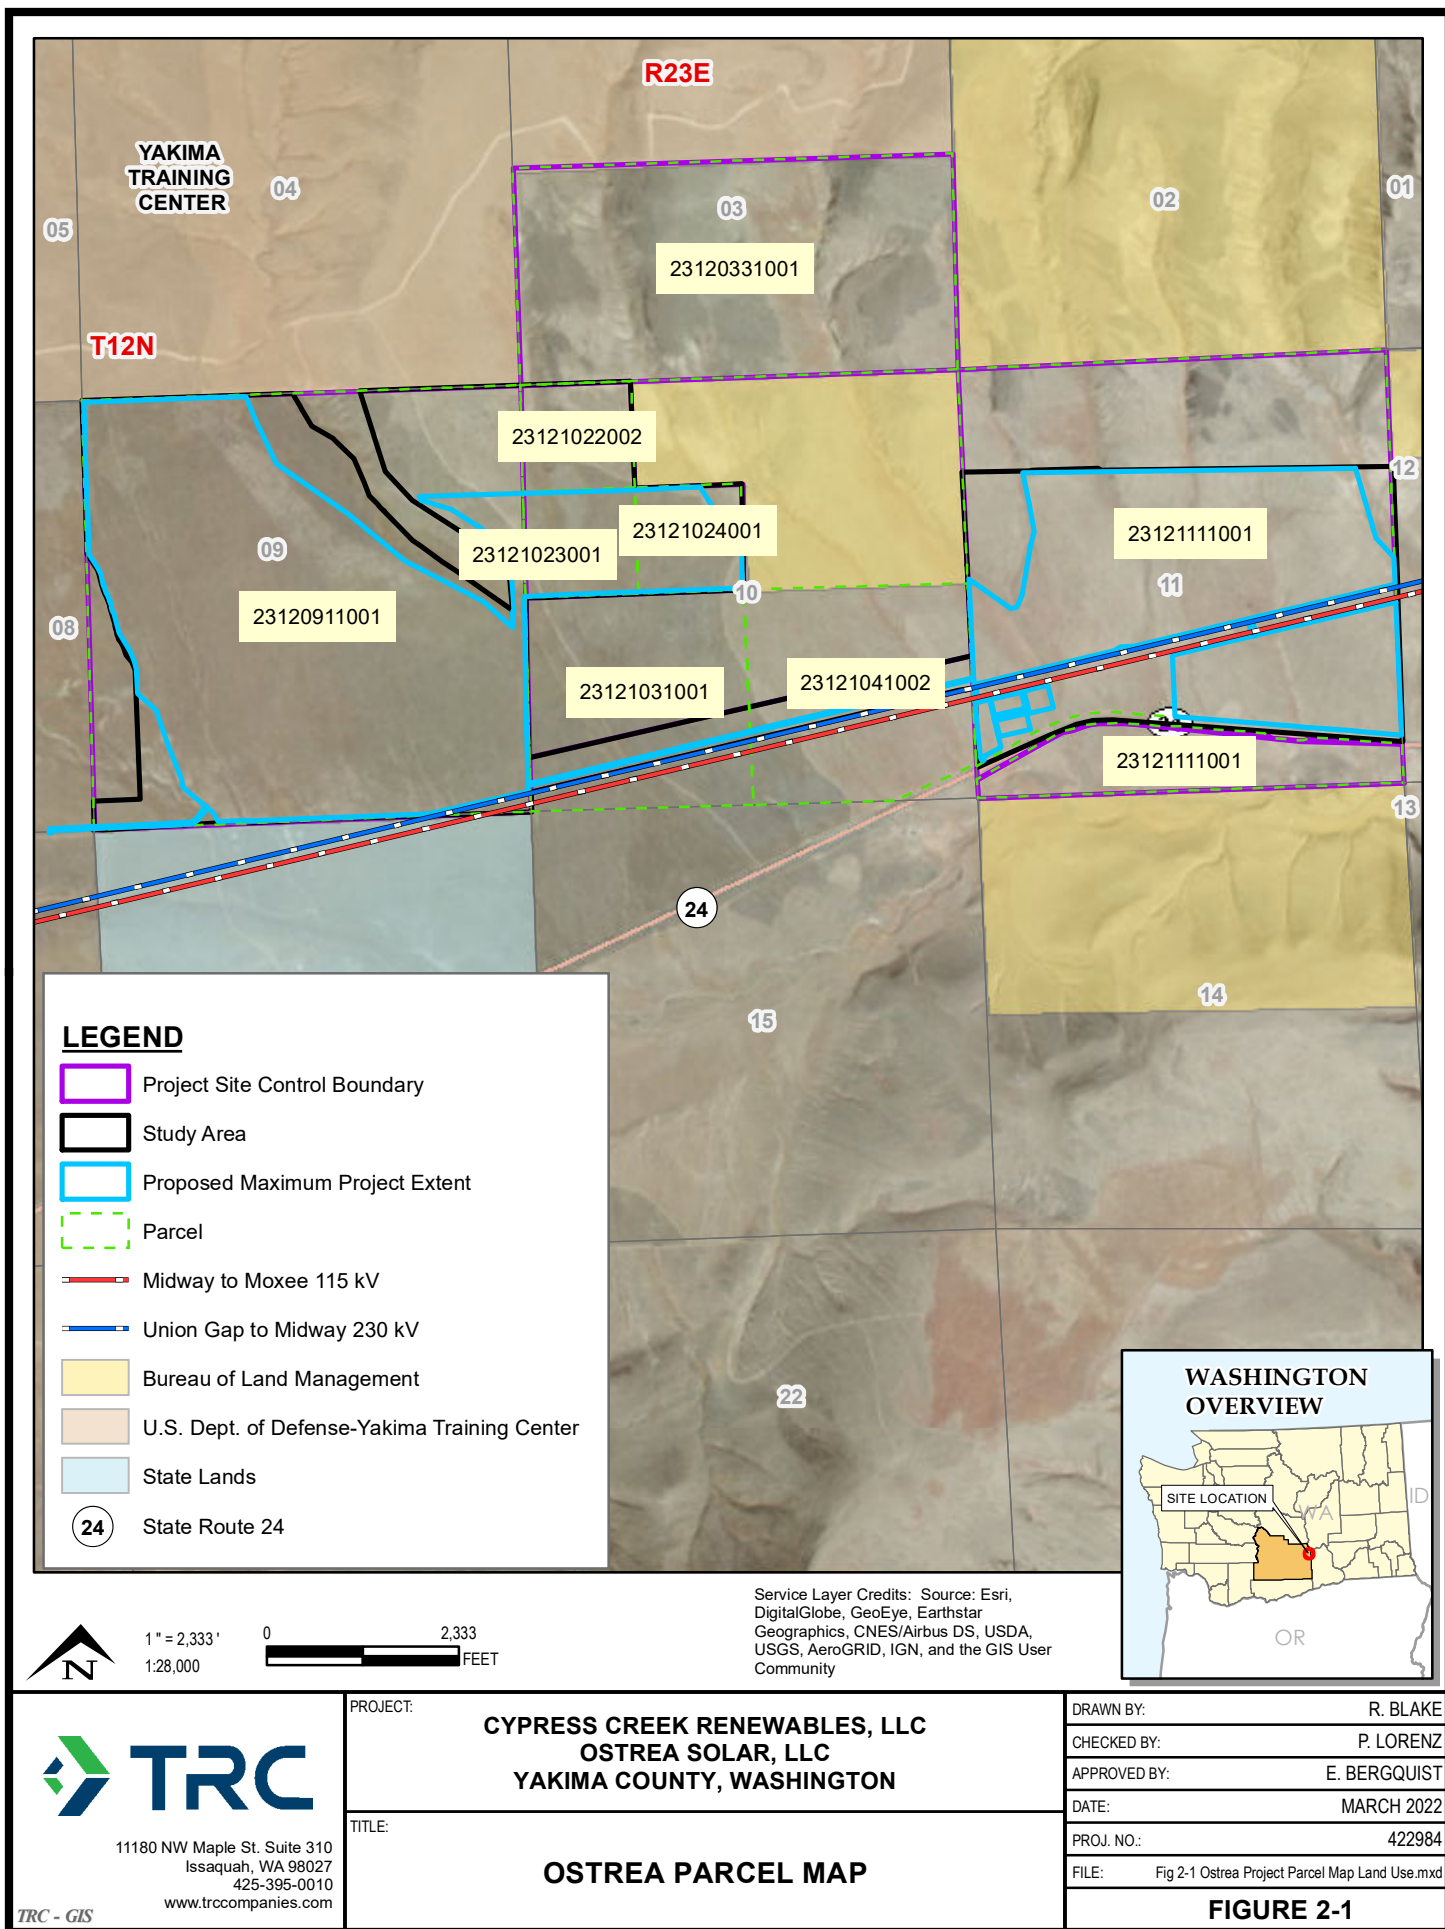 R23E
YAKIMA
TRAINING
CENTER
04
03
02
01
05
23120331001
T12N
23121022002
12
23121024001
23121111001
23121023001
09
10
11
23120911001
08
23121031001
23121041002
23121111001
13
24
14
15
22
LEGEND
Project Site Control Boundary
Study Area
Proposed Maximum Project Extent
Parcel
Midway to Moxee 115 kV
Union Gap to Midway 230 kV
Bureau of Land Management
U.S. Dept. of Defense-Yakima Training Center
State Lands
24 State Route 24
WASHINGTON
OVERVIEW
SITE LOCATION
WA
ID
OR
N
1 " = 2,333 '
1:28,000
0 2,333
FEET
Service Layer Credits: Source: Esri,
DigitalGlobe, GeoEye, Earthstar
Geographics, CNES/Airbus DS, USDA,
USGS, AeroGRID, IGN, and the GIS User
Community
TRC
11180 NW Maple St. Suite 310
Issaquah, WA 98027
425-395-0010
www.trccompanies.com
TRC - GIS
PROJECT:
CYPRESS CREEK RENEWABLES, LLC
OSTREA SOLAR, LLC
YAKIMA COUNTY, WASHINGTON
TITLE:
OSTREA PARCEL MAP
DRAWN BY: R. BLAKE
CHECKED BY: P. LORENZ
APPROVED BY: E. BERGQUIST
DATE: MARCH 2022
PROJ. NO.: 422984
FILE: Fig 2-1 Ostrea Project Parcel Map Land Use.mxd
FIGURE 2-1